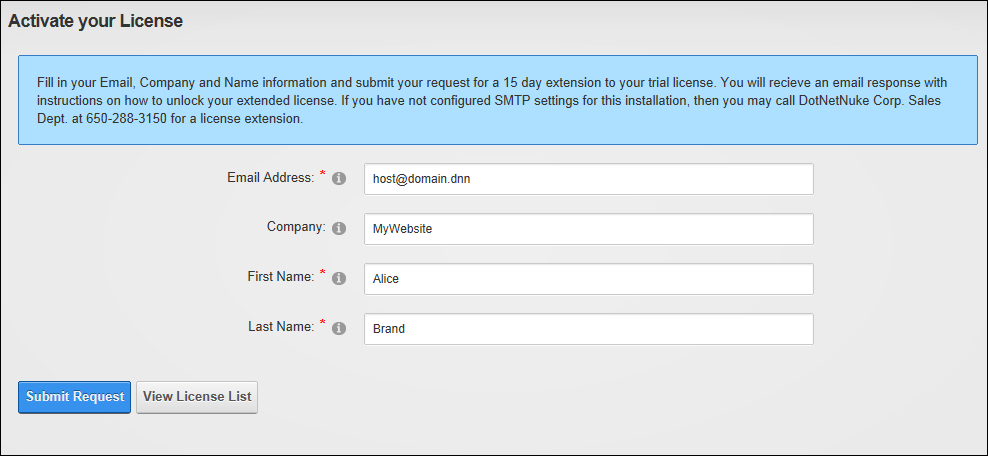 Activate your License
Fill in your Email, Company and Name information and submit your request for a 15 day extension to your trial license. You will recieve an email response with
instructions on how to unlock your extended license. If you have not configured SMTP settings for this installation, then you may call DotNetNuke Corp. Sales
Dept. at 650-288-3150 for a license extension.
Email Address: * host@domain.dnn
Company: MyWebsite
First Name: * Alice
Last Name: * Brand
Submit Request View License List